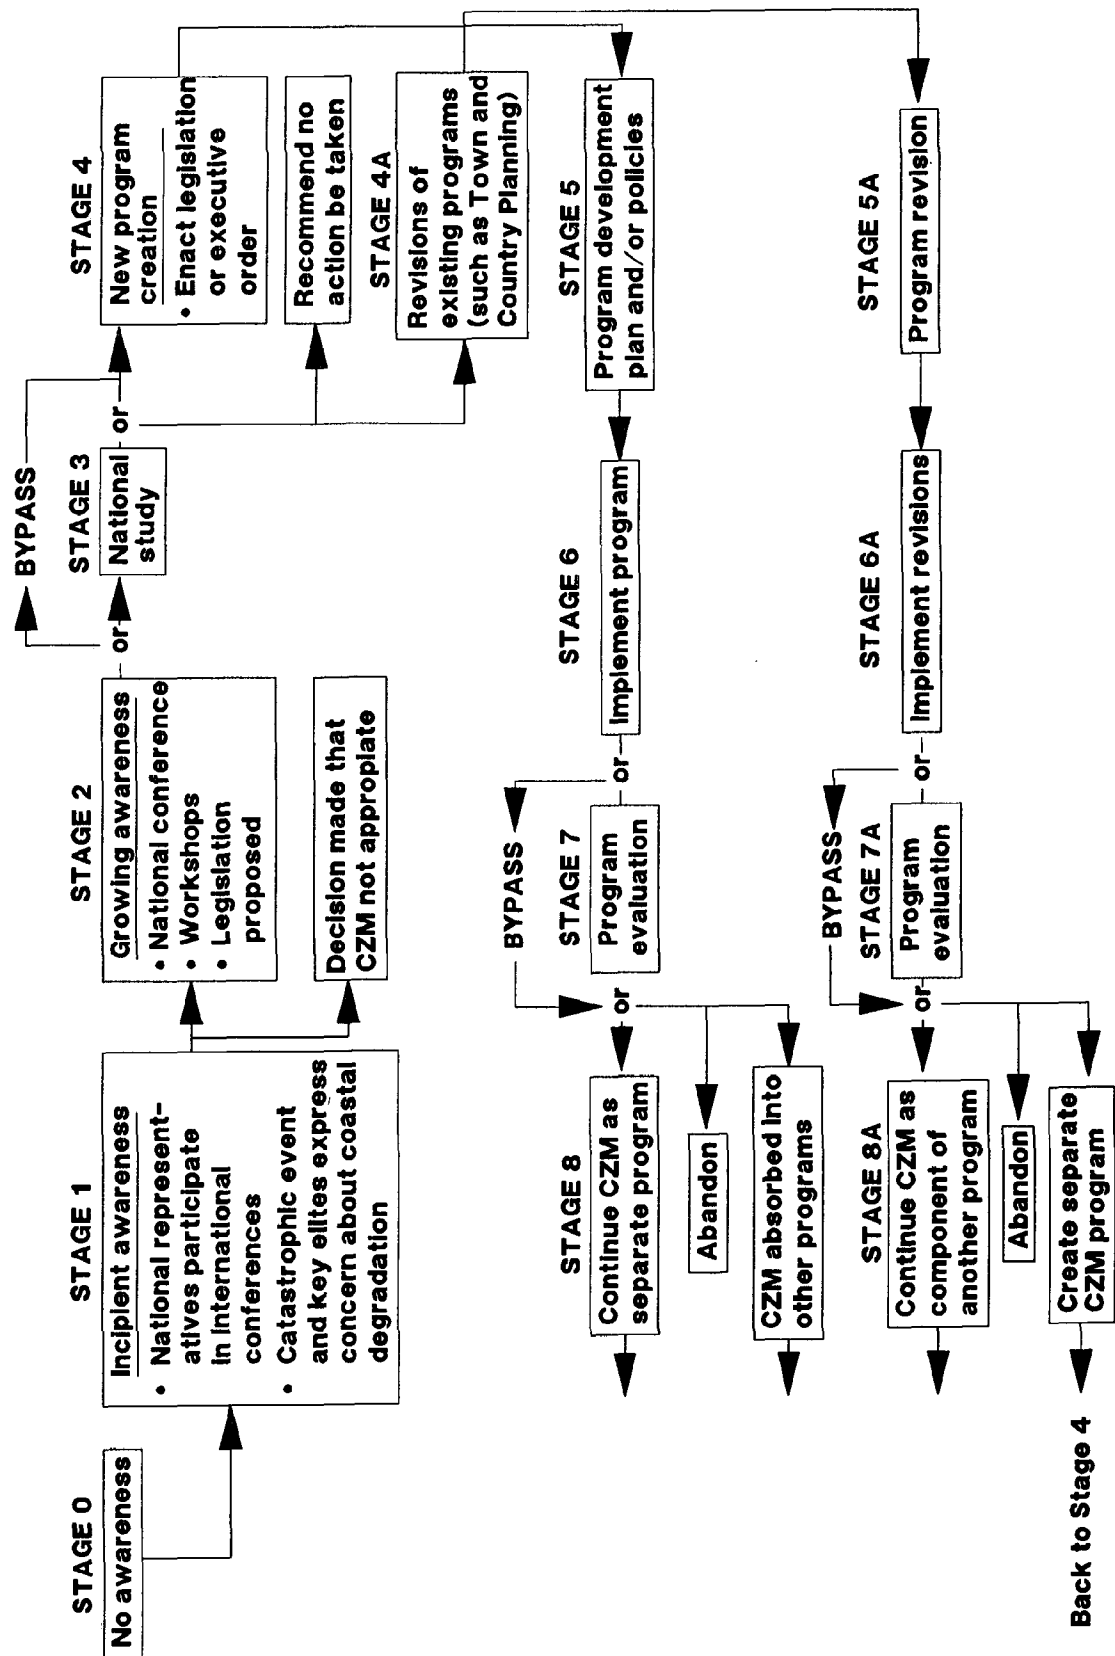 STAGE 0
No awareness
STAGE 1
Incipient awareness
• National represent-
atives participate
in International
conferences
• Catastrophic event
and key elites express
concern about coastal
degradation
STAGE 2
Growing awareness
• National conference
• Workshops
• Legislation
proposed
Decision made that
CZM not appropiate
or
BYPASS
STAGE 3
National
study
or
STAGE 4
New program
creation
• Enact legislation
or executive
order
Recommend no
action be taken
STAGE 4A
Revisions of
existing programs
(such as Town and
Country Planning)
STAGE 5
Program development
plan and/or policies
STAGE 6
Implement program
or
BYPASS
STAGE 7
Program
evaluation
or
STAGE 8
Continue CZM as
separate program
Abandon
CZM absorbed into
other programs
STAGE 5A
Program revision
STAGE 6A
Implement revisions
or
BYPASS
STAGE 7A
Program
evaluation
or
STAGE 8A
Continue CZM as
component of
another program
Abandon
Create separate
CZM program
Back to Stage 4